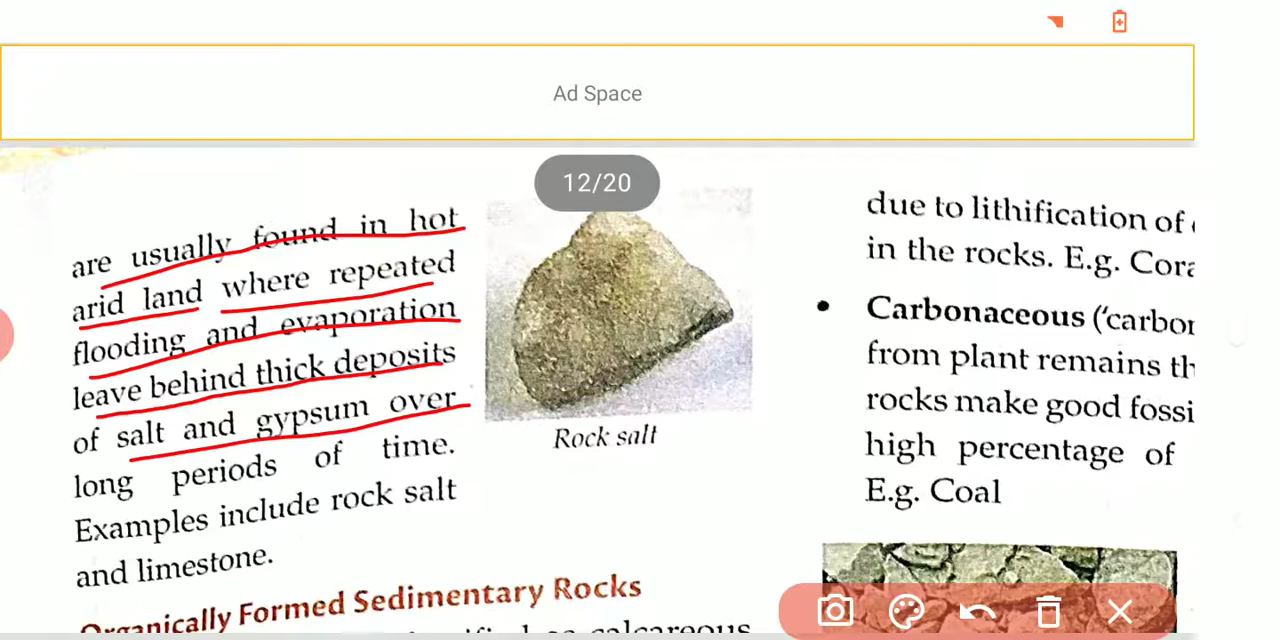 Ad Space
12/20
are usually found in hot
arid land where repeated
flooding and evaporation
leave behind thick deposits
of salt and gypsum over
long periods of time.
Examples include rock salt
and limestone.
Rock salt
Organically Formed Sedimentary Rocks
calcareous
due to lithification of
in the rocks. E.g. Cora
Carbonaceous ('carbor
from plant remains th
rocks make good fossi
high percentage of
E.g. Coal